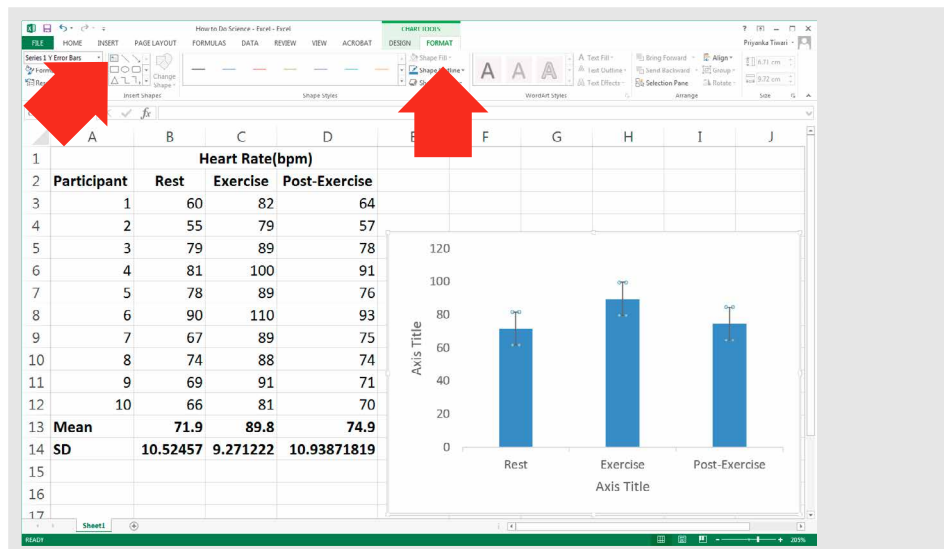 How to Do Science - Excel - Excel
CHART TOOLS
FILE HOME INSERT PAGE LAYOUT FORMULAS DATA REVIEW VIEW ACROBAT DESIGN FORMAT Priyanka Tiwari
Series 1 Y Error Bars
Change Shape
Shape Fill
Shape Outline
Text Fill
Text Outline
Text Effects
Bring Forward
Send Backward
Selection Pane
Align
Group
Rotate
6.71 cm
9.72 cm
Insert Shapes Shape Styles WordArt Styles Arrange Size
fx
A B C D E F G H I J
1 Heart Rate(bpm)
2 Participant Rest Exercise Post-Exercise
3 1 60 82 64
4 2 55 79 57
5 3 79 89 78
6 4 81 100 91
7 5 78 89 76
8 6 90 110 93
9 7 67 89 75
10 8 74 88 74
11 9 69 91 71
12 10 66 81 70
13 Mean 71.9 89.8 74.9
14 SD 10.52457 9.271222 10.93871819
15
16
17
120
100
80
60
40
20
0
Axis Title
Rest Exercise Post-Exercise
Axis Title
Sheet1
READY 205%